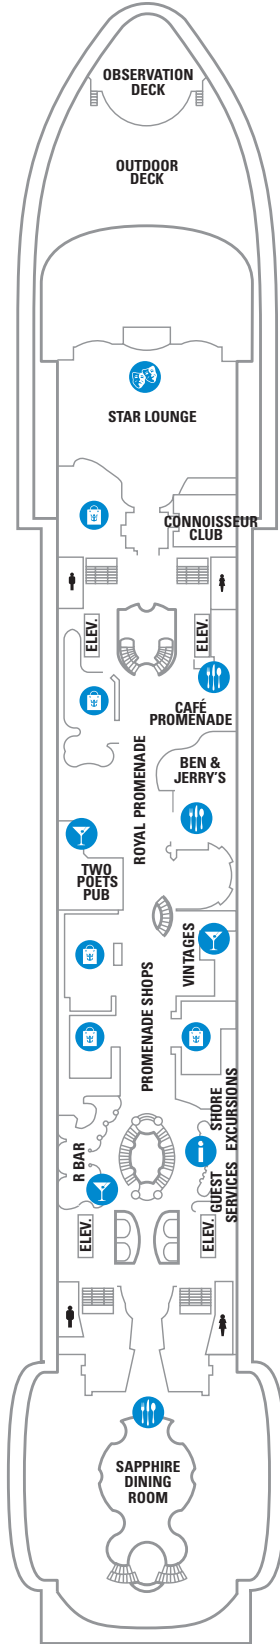 OBSERVATION
DECK
OUTDOOR
DECK
STAR LOUNGE
CONNOISSEUR
CLUB
ELEV.
ELEV.
CAFÉ
PROMENADE
ROYAL PROMENADE
BEN &
JERRY'S
TWO
POETS
PUB
VINTAGES
PROMENADE SHOPS
SHORE
EXCURSIONS
R BAR
GUEST
SERVICES
ELEV.
ELEV.
SAPPHIRE
DINING
ROOM